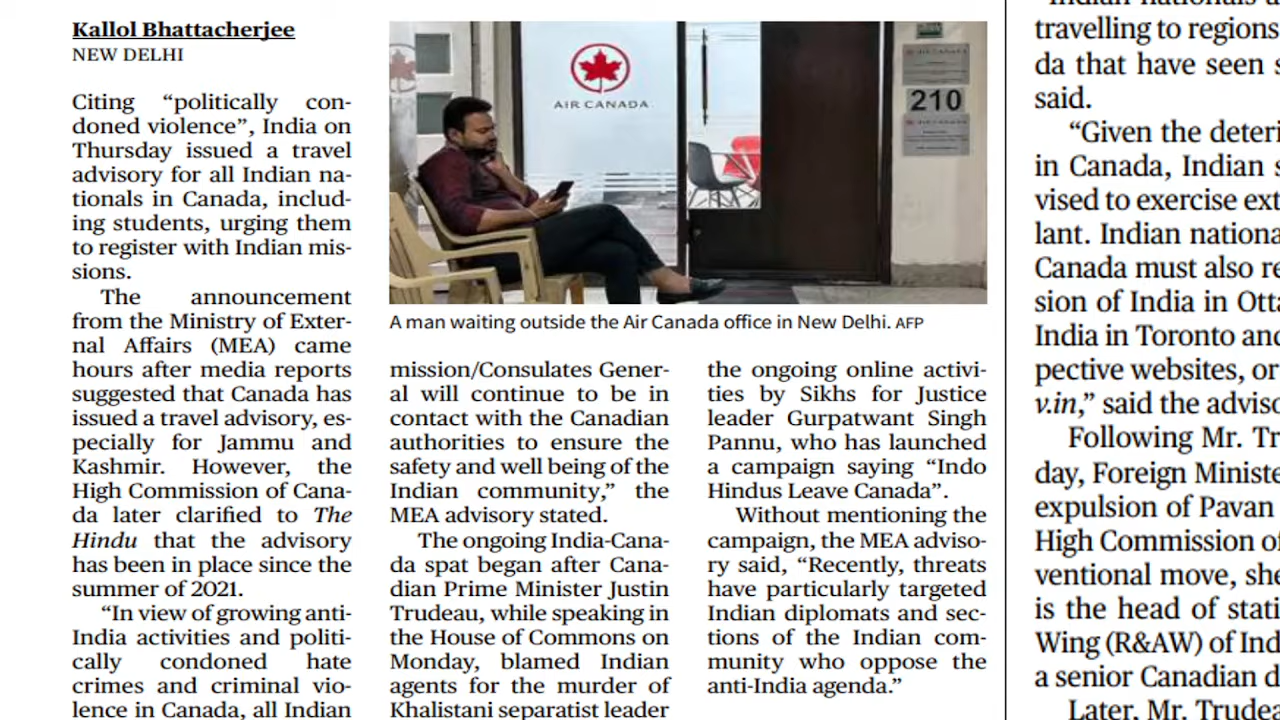 Kallol Bhattacherjee
NEW DELHI
Citing “politically con-
doned violence”, India on
Thursday issued a travel
advisory for all Indian na-
tionals in Canada, includ-
ing students, urging them
to register with Indian mis-
sions.
The announcement
from the Ministry of Exter-
nal Affairs (MEA) came
hours after media reports
suggested that Canada has
issued a travel advisory, es-
pecially for Jammu and
Kashmir. However, the
High Commission of Cana-
da later clarified to The
Hindu that the advisory
has been in place since the
summer of 2021.
“In view of growing anti-
India activities and politi-
cally condoned hate
crimes and criminal vio-
lence in Canada, all Indian
AIR CANADA
210
A man waiting outside the Air Canada office in New Delhi. AFP
mission/Consulates Gener-
al will continue to be in
contact with the Canadian
authorities to ensure the
safety and well being of the
Indian community,” the
MEA advisory stated.
The ongoing India-Cana-
da spat began after Cana-
dian Prime Minister Justin
Trudeau, while speaking in
the House of Commons on
Monday, blamed Indian
agents for the murder of
Khalistani separatist leader
the ongoing online activi-
ties by Sikhs for Justice
leader Gurpatwant Singh
Pannu, who has launched
a campaign saying “Indo
Hindus Leave Canada”.
Without mentioning the
campaign, the MEA adviso-
ry said, “Recently, threats
have particularly targeted
Indian diplomats and sec-
tions of the Indian com-
munity who oppose the
anti-India agenda.”
travelling to regions
da that have seen
said.
“Given the
in Canada, Indian
vised to exercise
lant. Indian
Canada must also
sion of India in
India in Toronto and
pective websites, or
v.in,” said the
Following Mr.
day, Foreign
expulsion of Pavan
High Commission of
ventional move,
is the head of
Wing (R&AW) of
a senior Canadian
Later, Mr.